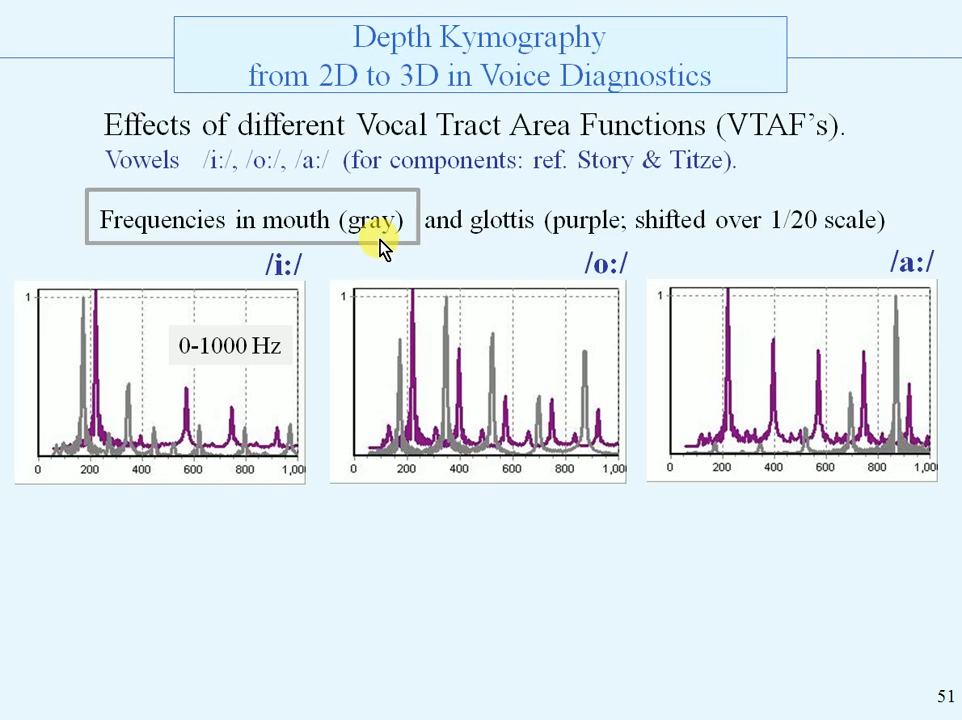 Depth Kymography
from 2D to 3D in Voice Diagnostics
Effects of different Vocal Tract Area Functions (VTAF's).
Vowels /i:/, /o:/, /a:/ (for components: ref. Story & Titze).
Frequencies in mouth (gray) and glottis (purple; shifted over 1/20 scale)
/i:/ /o:/ /a:/
1 1 1
0-1000 Hz
0 200 400 600 800 1,00 0 200 400 600 800 1,00 0 200 400 600 800 1,00
51